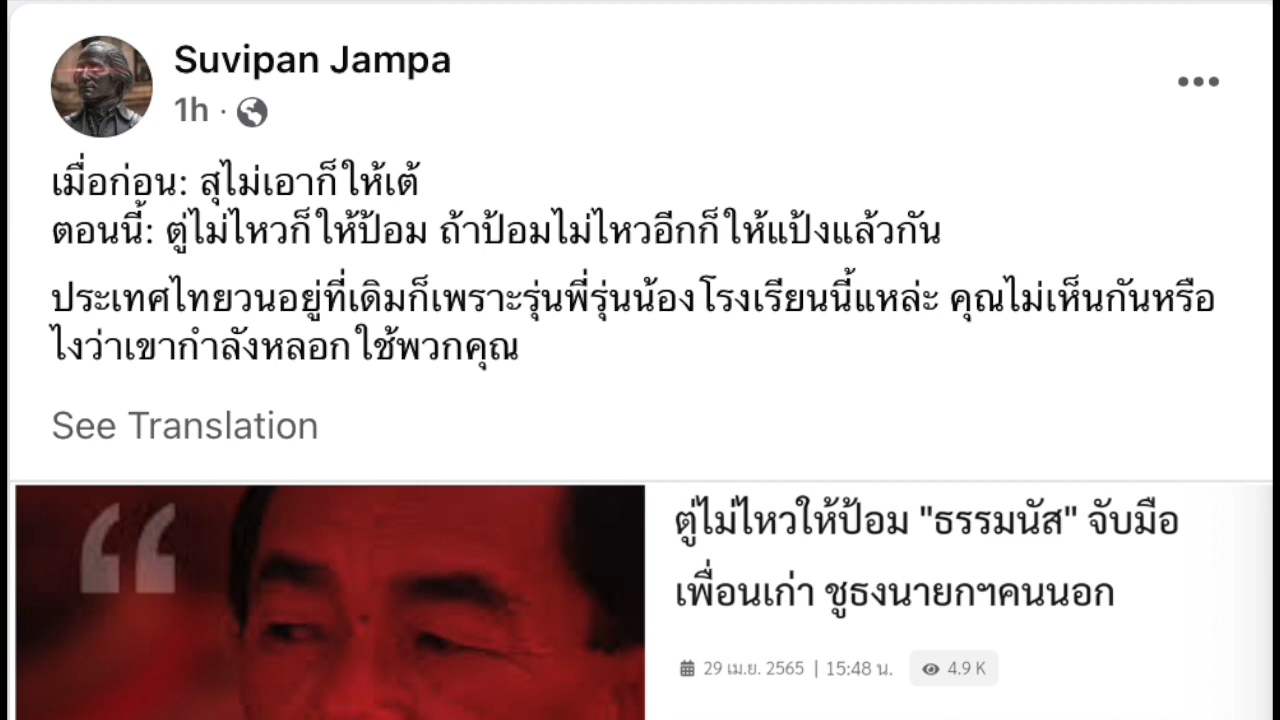 Suvipan Jampa
1h ·
เมื่อก่อน: สุไม่เอาก็ให้เต้
ตอนนี้: ตู่ไม่ไหวก็ให้ป้อม ถ้าป้อมไม่ไหวอีกก็ให้แป้งแล้วกัน
ประเทศไทยวนอยู่ที่เดิมก็เพราะรุ่นพี่รุ่นน้องโรงเรียนนี้แหล่ะ คุณไม่เห็นกันหรือ
ไงว่าเขากำลังหลอกใช้พวกคุณ
See Translation
ตู่ไม่ไหวให้ป้อม "ธรรมนัส" จับมือ
เพื่อนเก่า ชูธงนายกฯคนนอก
29 เม.ย. 2565 | 15:48 น. 4.9 K